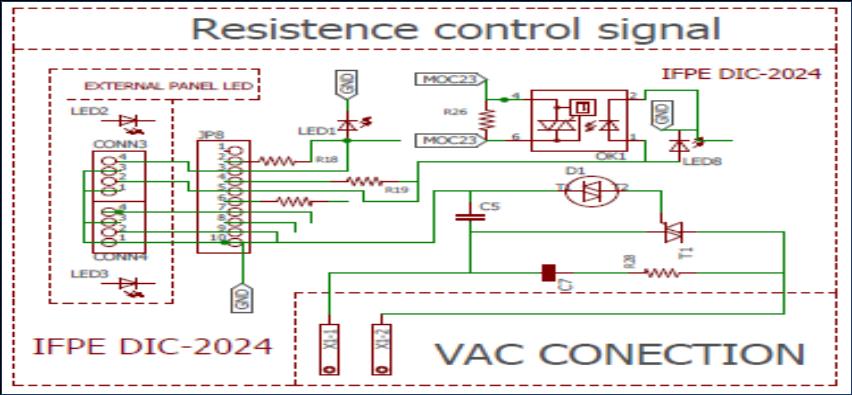 Resistence control signal
IFPE DIC-2024
EXTERNAL PANEL LED
GND
MOC23
LED2
R26
4
2
GND
LED1
JP8
MOC23
6
1
CONN3
R18
OK1
LED8
4
3
2
1
1
2
3
4
5
6
7
8
9
10
R19
D1
C5
4
3
2
1
T1
CONN4
LED3
C7
GND
X1-1
X1-2
IFPE DIC-2024
VAC CONECTION